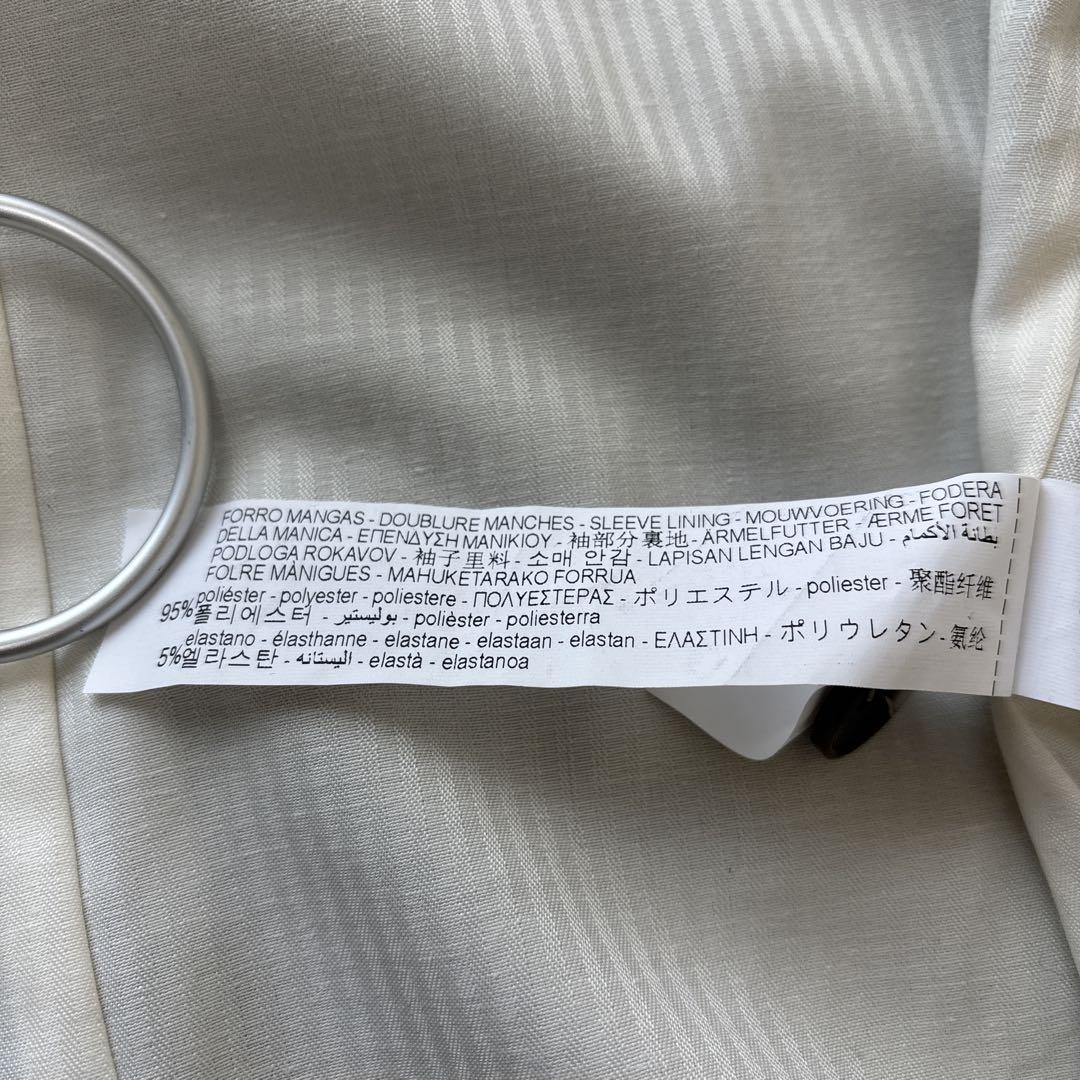 FORRO MANGAS - DOUBLURE MANCHES - SLEEVE LINING - MOUWVOERING - FODERA
DELLA MANICA - ΕΠΕΝΔΥΣΗ ΜΑΝΙΚΙΟΥ - 袖部分裏地 - ÄRMELFUTTER - ÆRME FORET
PODLOGA ROKAVOV - 袖子里料 - 소매 안감 - LAPISAN LENGAN BAJU - بطانة الأكمام
FOLRE MÀNIGUES - MAHUKETARAKO FORRUA
poliéster - polyester - poliestere - ΠΟΛΥΕΣΤΕΡΑΣ - ポリエステル - poliester - 聚酯纤维
95% 폴리에스터 - بوليستير - polièster - poliesterra
elastano - élasthanne - elastane - elastaan - elastan - ΕΛΑΣΤΙΝΗ - ポリウレタン - 氨纶
5% 엘라스탄 - اليستانه - elastà - elastanoa